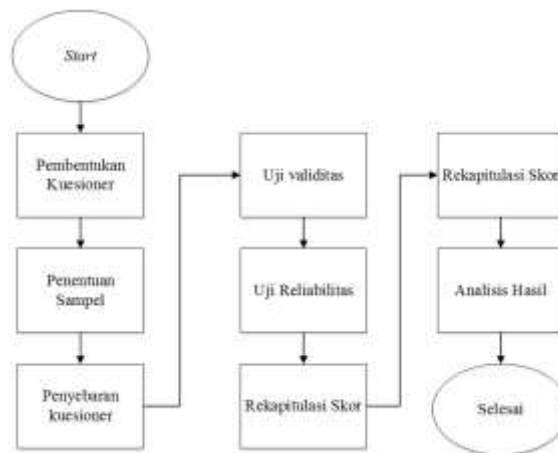 Start
Pembentukan
Kuesioner
Penentuan
Sampel
Penyebaran
kuesioner
Uji validitas
Uji Reliabilitas
Rekapitulasi Skor
Rekapitulasi Skor
Analisis Hasil
Selesai